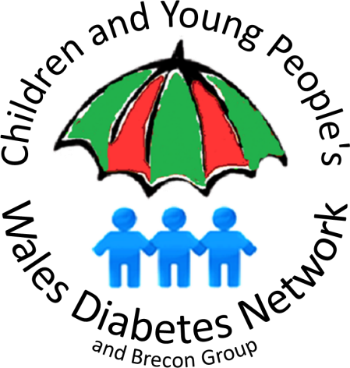 Children and Young People's
Wales Diabetes Network
and Brecon Group